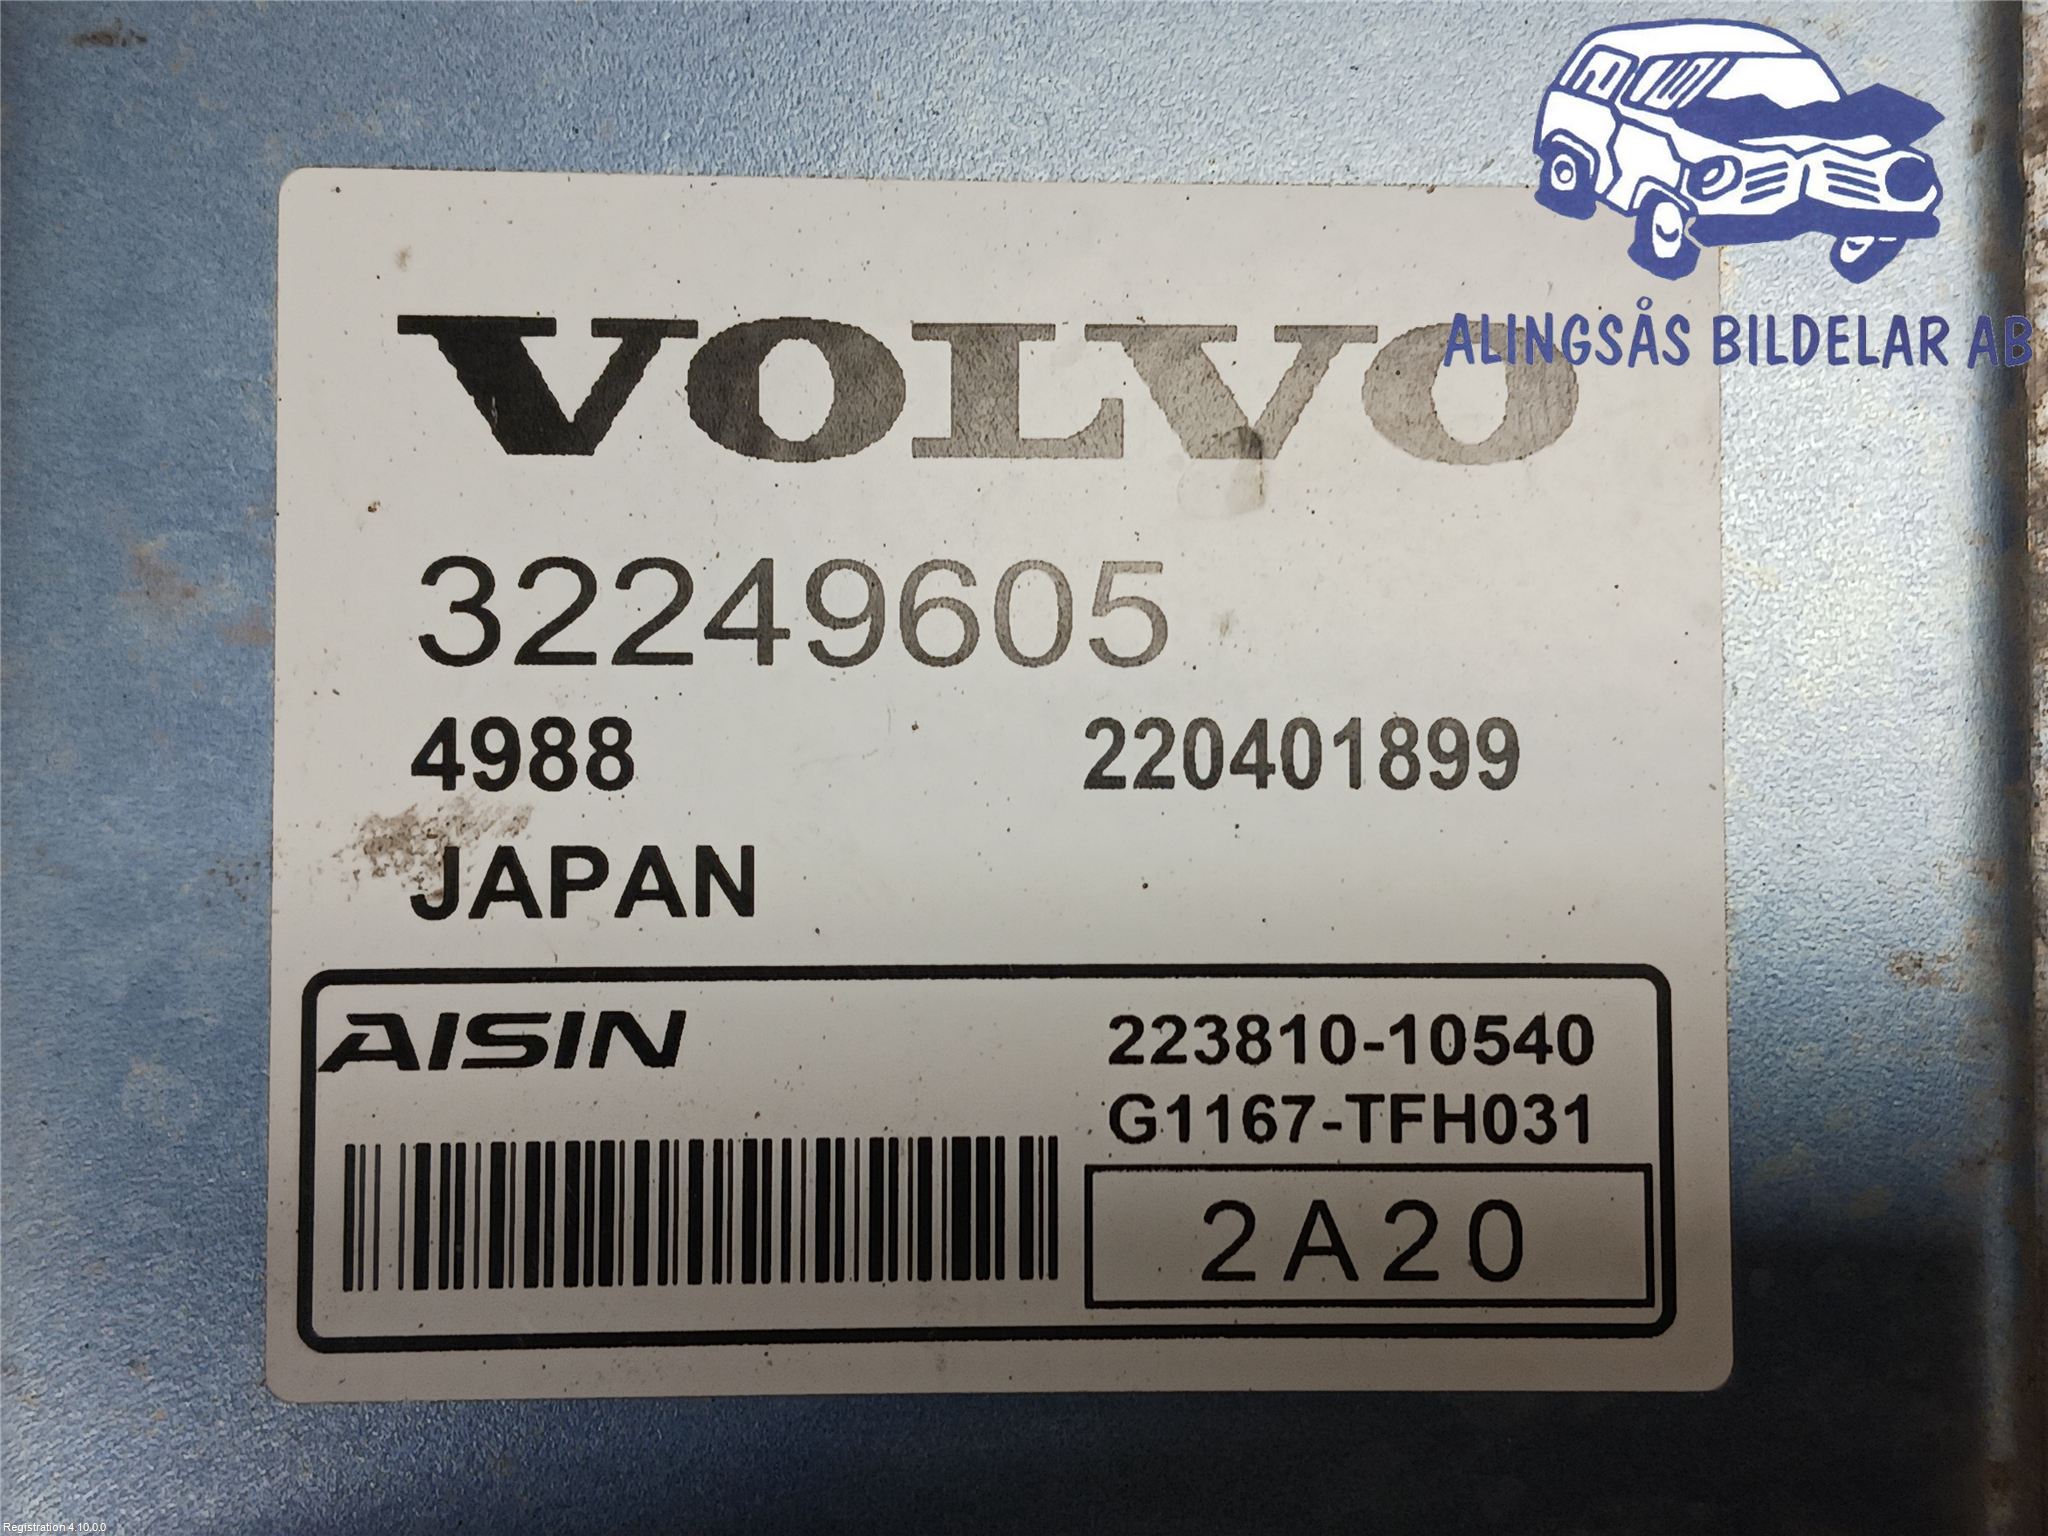 ALINGSÅS BILDELAR AB
VOLVO
32249605
4988 220401899
JAPAN
AISIN 223810-10540
G1167-TFH031
2A20
Registration 4.10.0.0